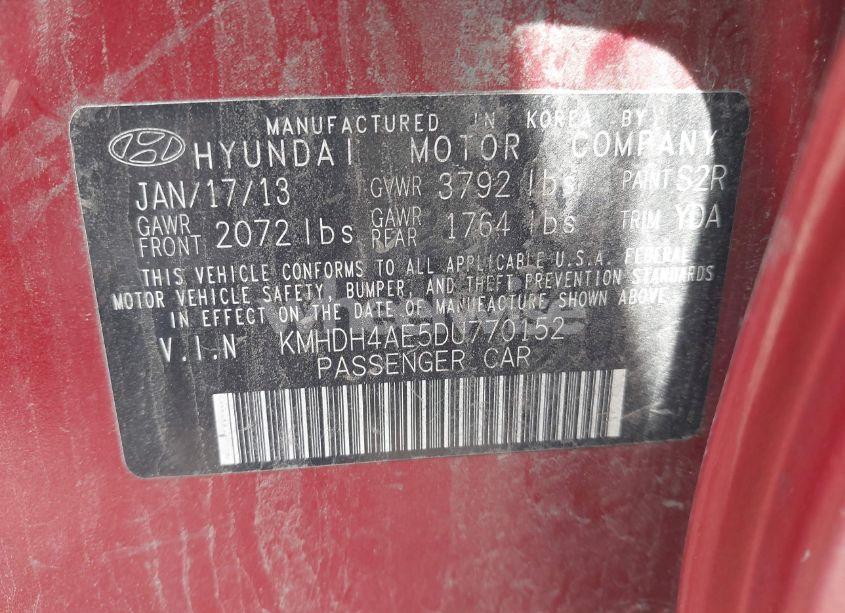 MANUFACTURED IN KOREA BY
HYUNDAI MOTOR COMPANY
JAN/17/13 GVWR 3792 lbs PAINT S2R
GAWR FRONT 2072 lbs GAWR REAR 1764 lbs TRIM YDA
THIS VEHICLE CONFORMS TO ALL APPLICABLE U.S.A. FEDERAL
MOTOR VEHICLE SAFETY, BUMPER, AND THEFT PREVENTION STANDARDS
IN EFFECT ON THE DATE OF MANUFACTURE SHOWN ABOVE.
V.I.N KMHDH4AE5DU770152
PASSENGER CAR